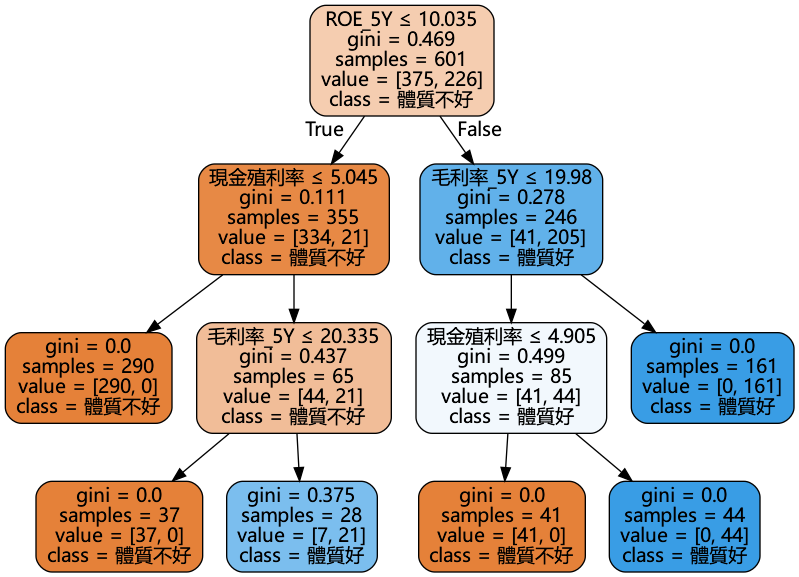 ROE_5Y ≤ 10.035
gini = 0.469
samples = 601
value = [375, 226]
class = 體質不好
True
False
現金殖利率 ≤ 5.045
gini = 0.111
samples = 355
value = [334, 21]
class = 體質不好
毛利率_5Y ≤ 19.98
gini = 0.278
samples = 246
value = [41, 205]
class = 體質好
gini = 0.0
samples = 290
value = [290, 0]
class = 體質不好
毛利率_5Y ≤ 20.335
gini = 0.437
samples = 65
value = [44, 21]
class = 體質不好
現金殖利率 ≤ 4.905
gini = 0.499
samples = 85
value = [41, 44]
class = 體質好
gini = 0.0
samples = 161
value = [0, 161]
class = 體質好
gini = 0.0
samples = 37
value = [37, 0]
class = 體質不好
gini = 0.375
samples = 28
value = [7, 21]
class = 體質好
gini = 0.0
samples = 41
value = [41, 0]
class = 體質不好
gini = 0.0
samples = 44
value = [0, 44]
class = 體質好